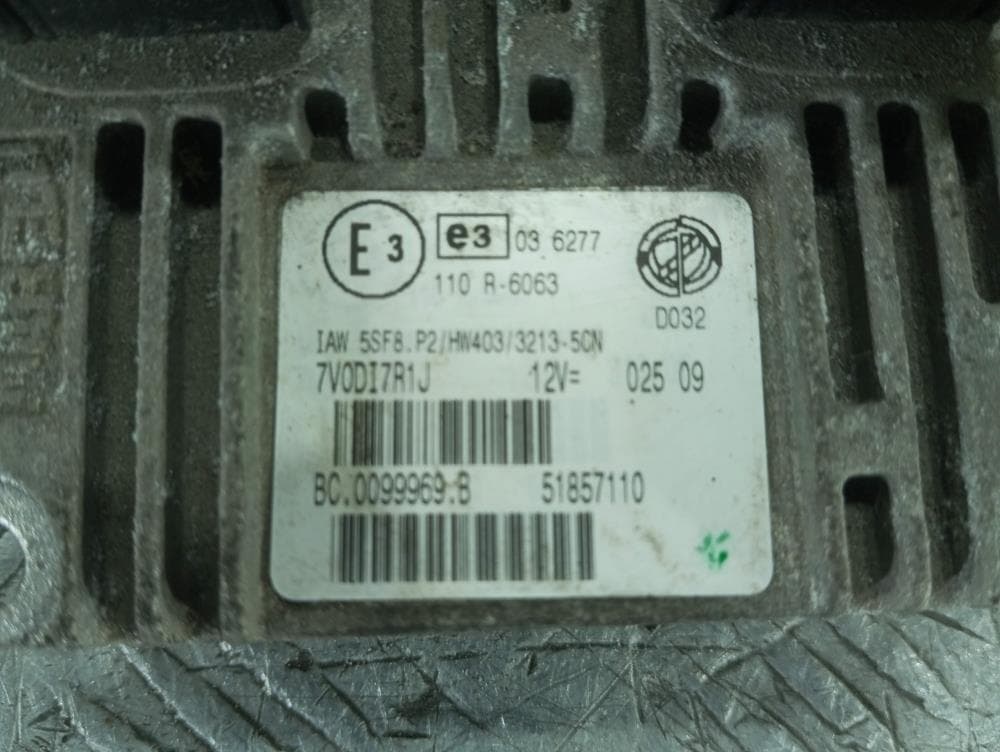 E 3 e3 03 6277
110 R-6063
D032
IAW 5SF8.P2/HW403/3213-5CN
7V0DI7R1J 12V= 025 09
BC.0099969.B 51857110